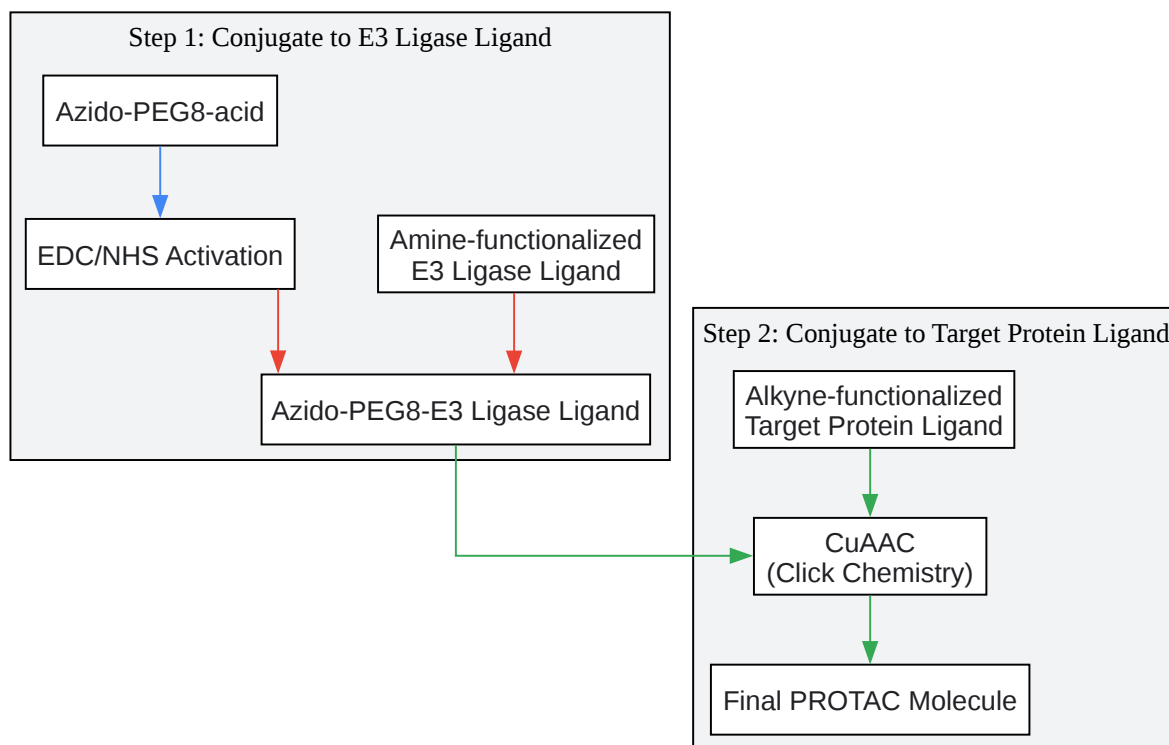 Step 1: Conjugate to E3 Ligase Ligand
Azido-PEG8-acid
EDC/NHS Activation
Amine-functionalized
E3 Ligase Ligand
Azido-PEG8-E3 Ligase Ligand
Step 2: Conjugate to Target Protein Ligand
Alkyne-functionalized
Target Protein Ligand
CuAAC
(Click Chemistry)
Final PROTAC Molecule